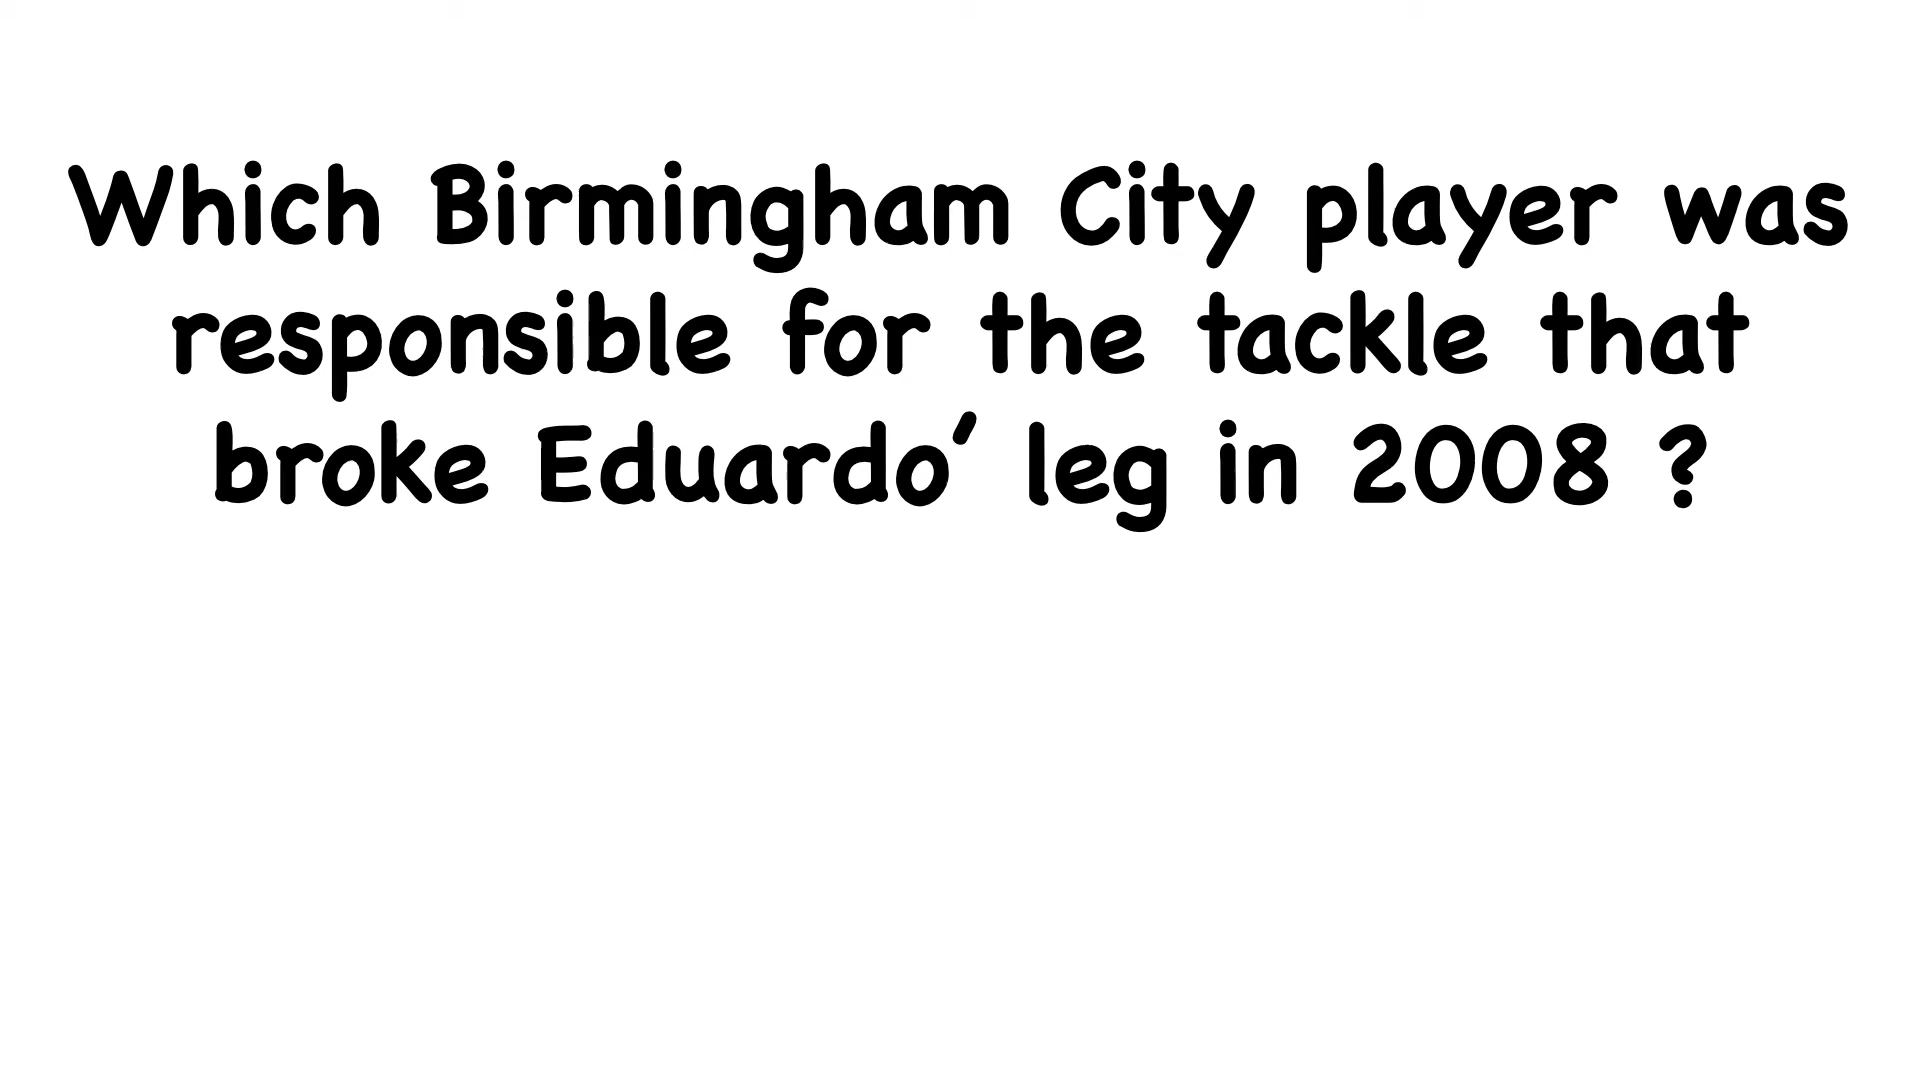 Which Birmingham City player was
responsible for the tackle that
broke Eduardo’ leg in 2008 ?